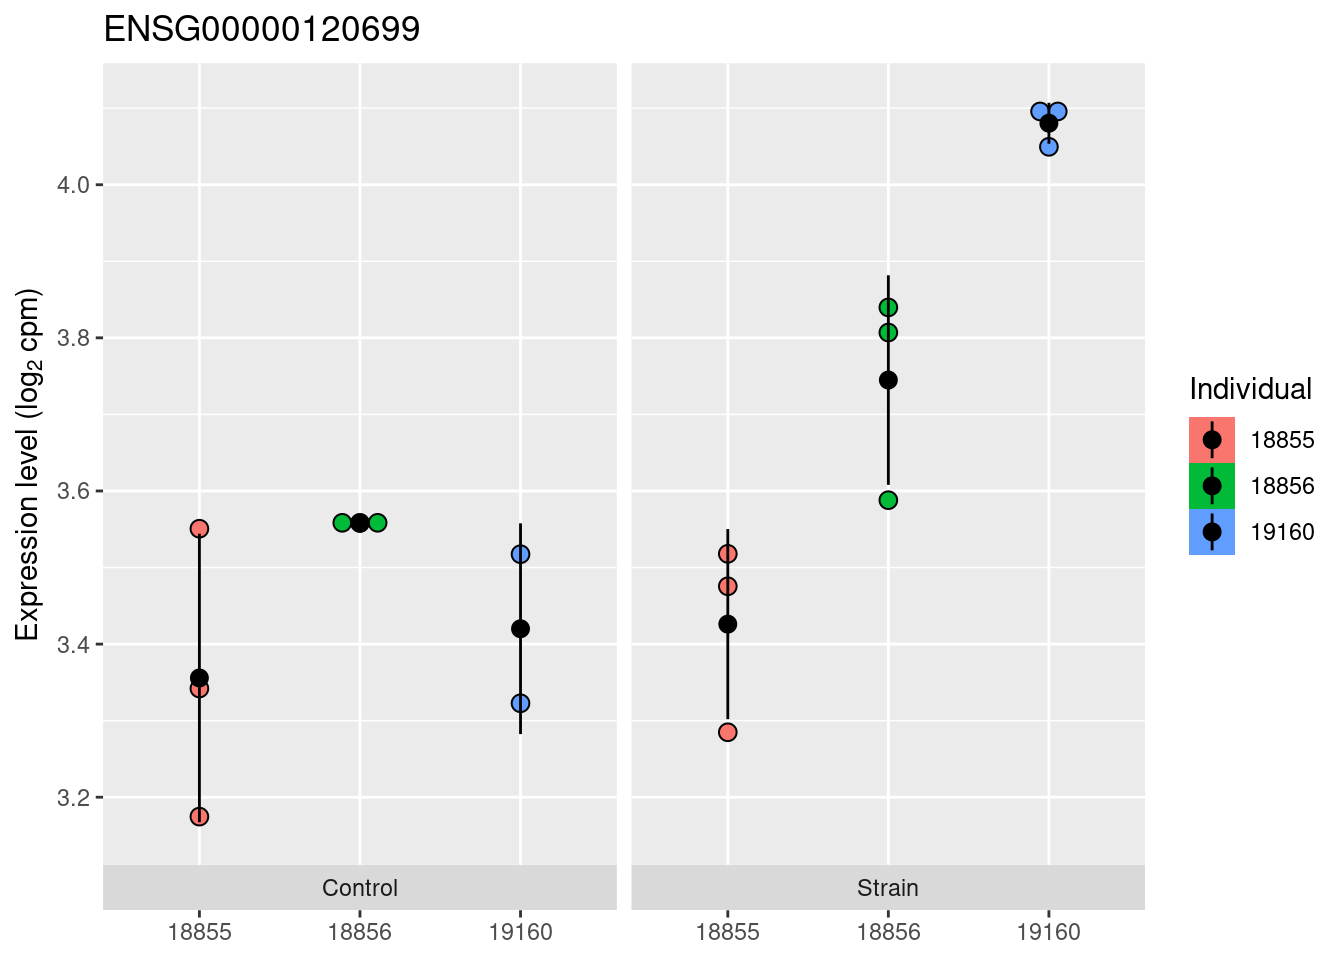 ENSG00000120699
Expression level (log₂ cpm)
4.0
3.8
3.6
3.4
3.2
Control
Strain
18855
18856
19160
18855
18856
19160
Individual
18855
18856
19160